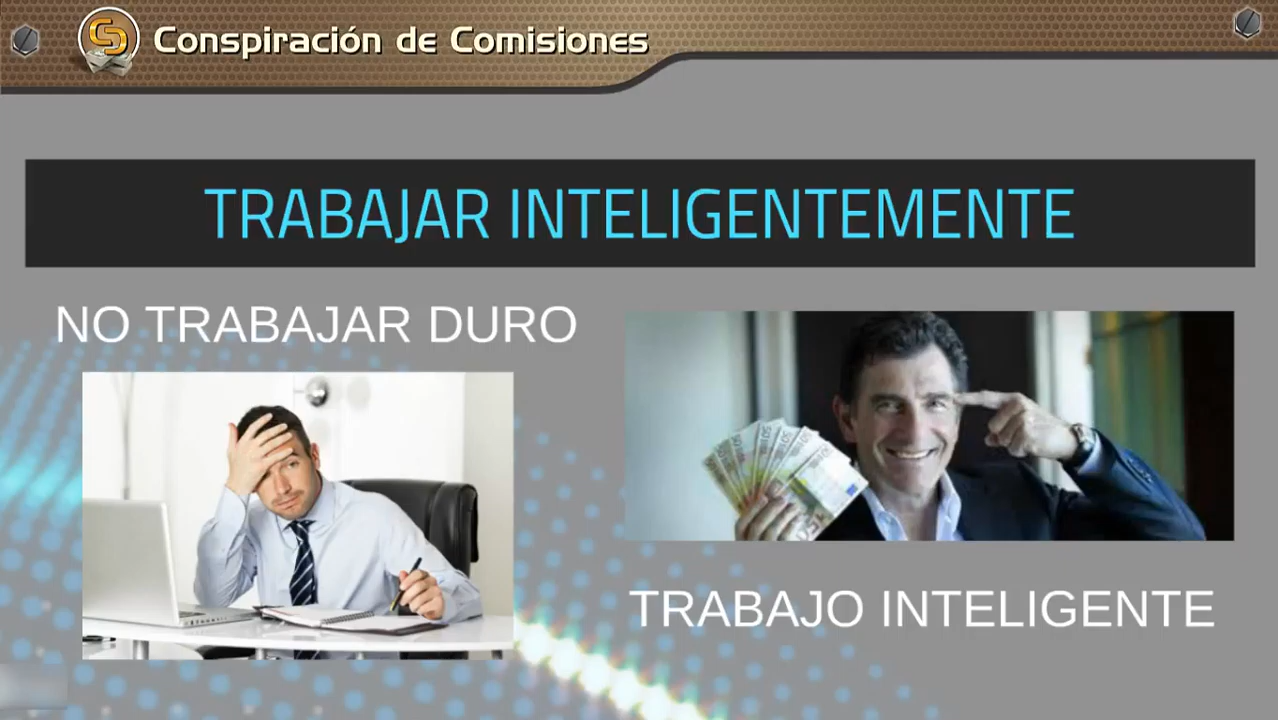 Conspiración de Comisiones
TRABAJAR INTELIGENTEMENTE
NO TRABAJAR DURO
TRABAJO INTELIGENTE